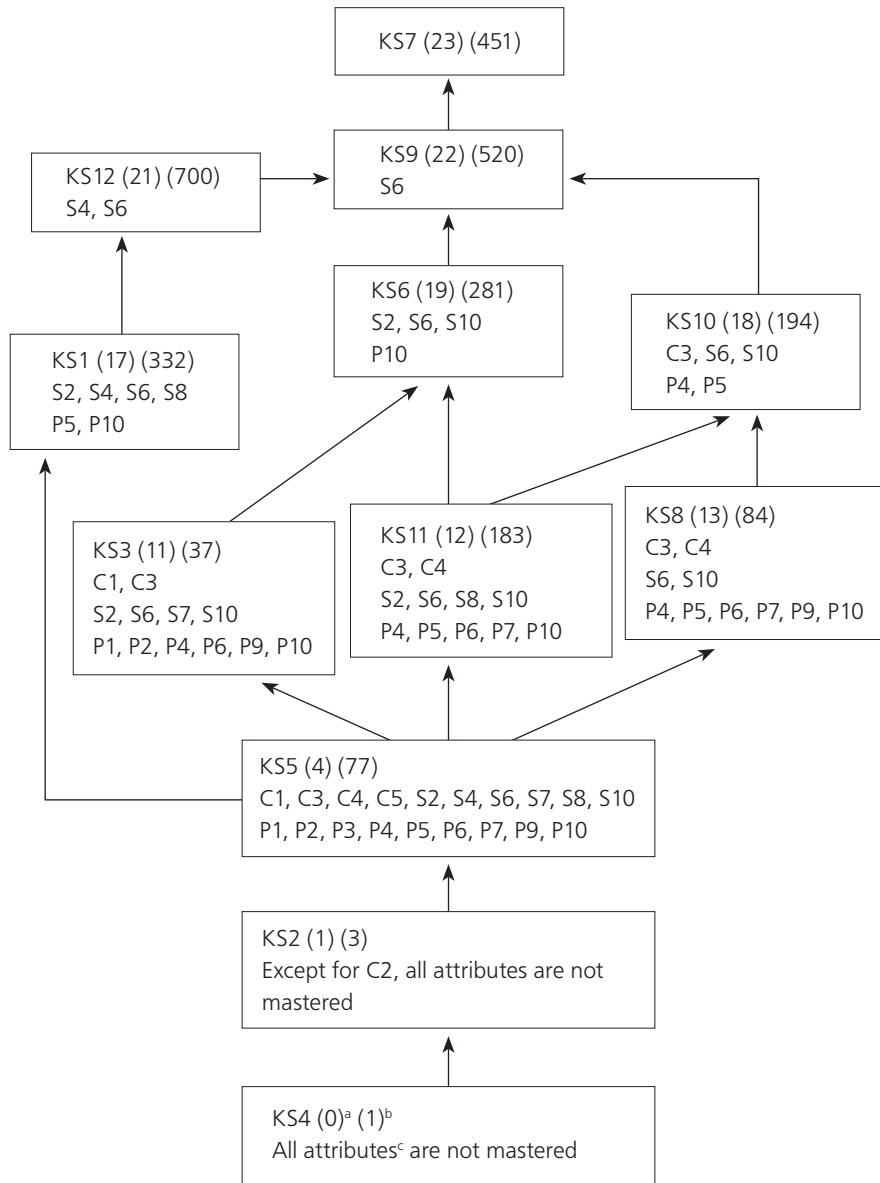 KS7 (23) (451)
KS9 (22) (520)
S6
KS12 (21) (700)
S4, S6
KS6 (19) (281)
S2, S6, S10
P10
KS10 (18) (194)
C3, S6, S10
P4, P5
KS1 (17) (332)
S2, S4, S6, S8
P5, P10
KS3 (11) (37)
C1, C3
S2, S6, S7, S10
P1, P2, P4, P6, P9, P10
KS11 (12) (183)
C3, C4
S2, S6, S8, S10
P4, P5, P6, P7, P10
KS8 (13) (84)
C3, C4
S6, S10
P4, P5, P6, P7, P9, P10
KS5 (4) (77)
C1, C3, C4, C5, S2, S4, S6, S7, S8, S10
P1, P2, P3, P4, P5, P6, P7, P9, P10
KS2 (1) (3)
Except for C2, all attributes are not
mastered
KS4 (0)ᵃ (1)ᵇ
All attributesᶜ are not mastered